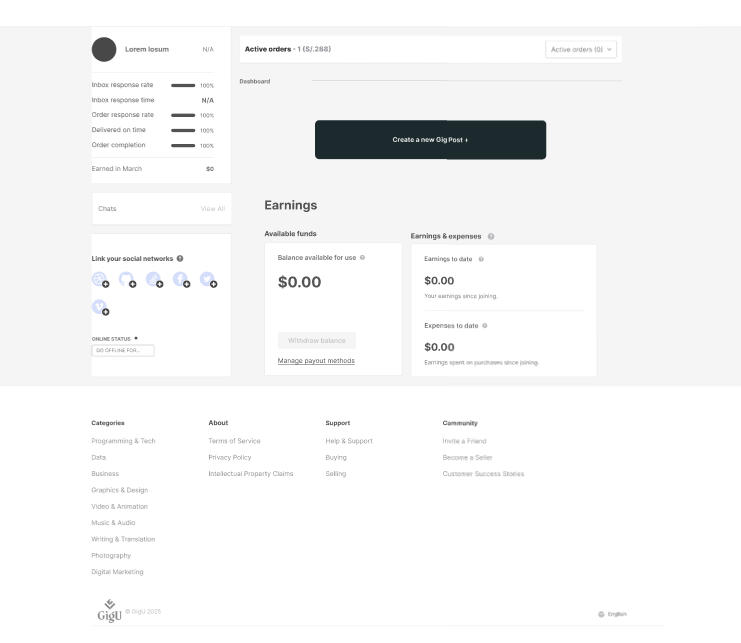 Lorem losum N/A
Inbox response rate 100%
Inbox response time N/A
Order response rate 100%
Delivered on time 100%
Order completion 100%
Earned in March $0
Chats View All
Link your social networks ?
ONLINE STATUS
GO OFFLINE FOR...
Active orders - 1 (S/.288) Active orders (0)
Dashboard
Create a new Gig Post +
Earnings
Available funds
Balance available for use
$0.00
Withdraw balance
Manage payout methods
Earnings & expenses ?
Earnings to date
$0.00
Your earnings since joining.
Expenses to date
$0.00
Earnings spent on purchases since joining.
Categories
Programming & Tech
Data
Business
Graphics & Design
Video & Animation
Music & Audio
Writing & Translation
Photography
Digital Marketing
About
Terms of Service
Privacy Policy
Intellectual Property Claims
Support
Help & Support
Buying
Selling
Community
Invite a Friend
Become a Seller
Customer Success Stories
GigU © GigU 2025
English